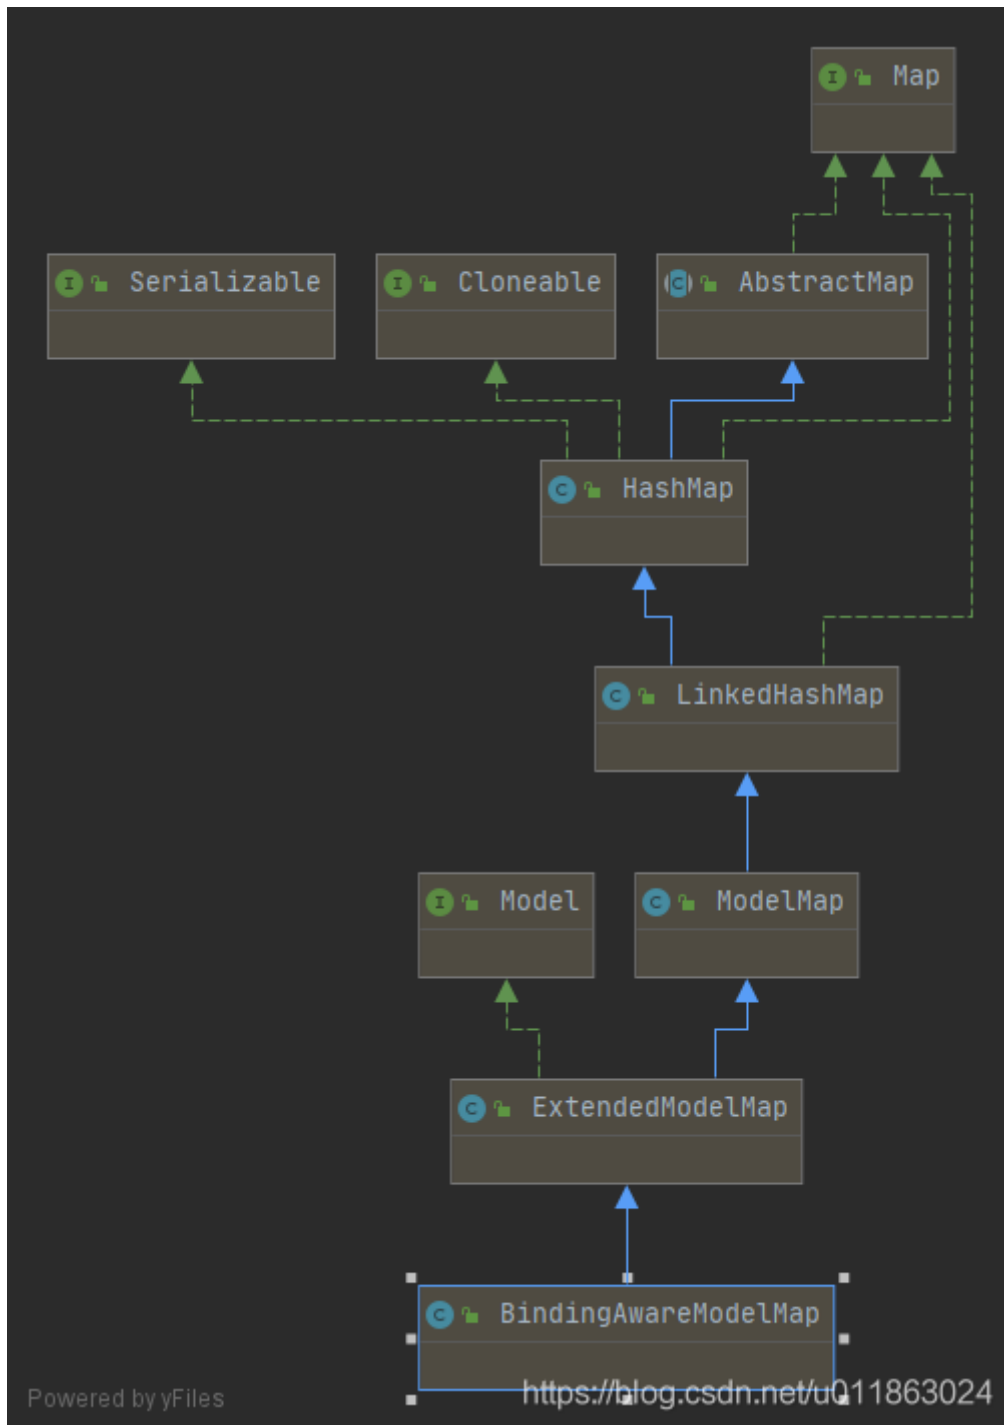 Map
Serializable
Cloneable
AbstractMap
HashMap
LinkedHashMap
Model
ModelMap
ExtendedModelMap
BindingAwareModelMap
Powered by yFiles
https://blog.csdn.net/u011863024